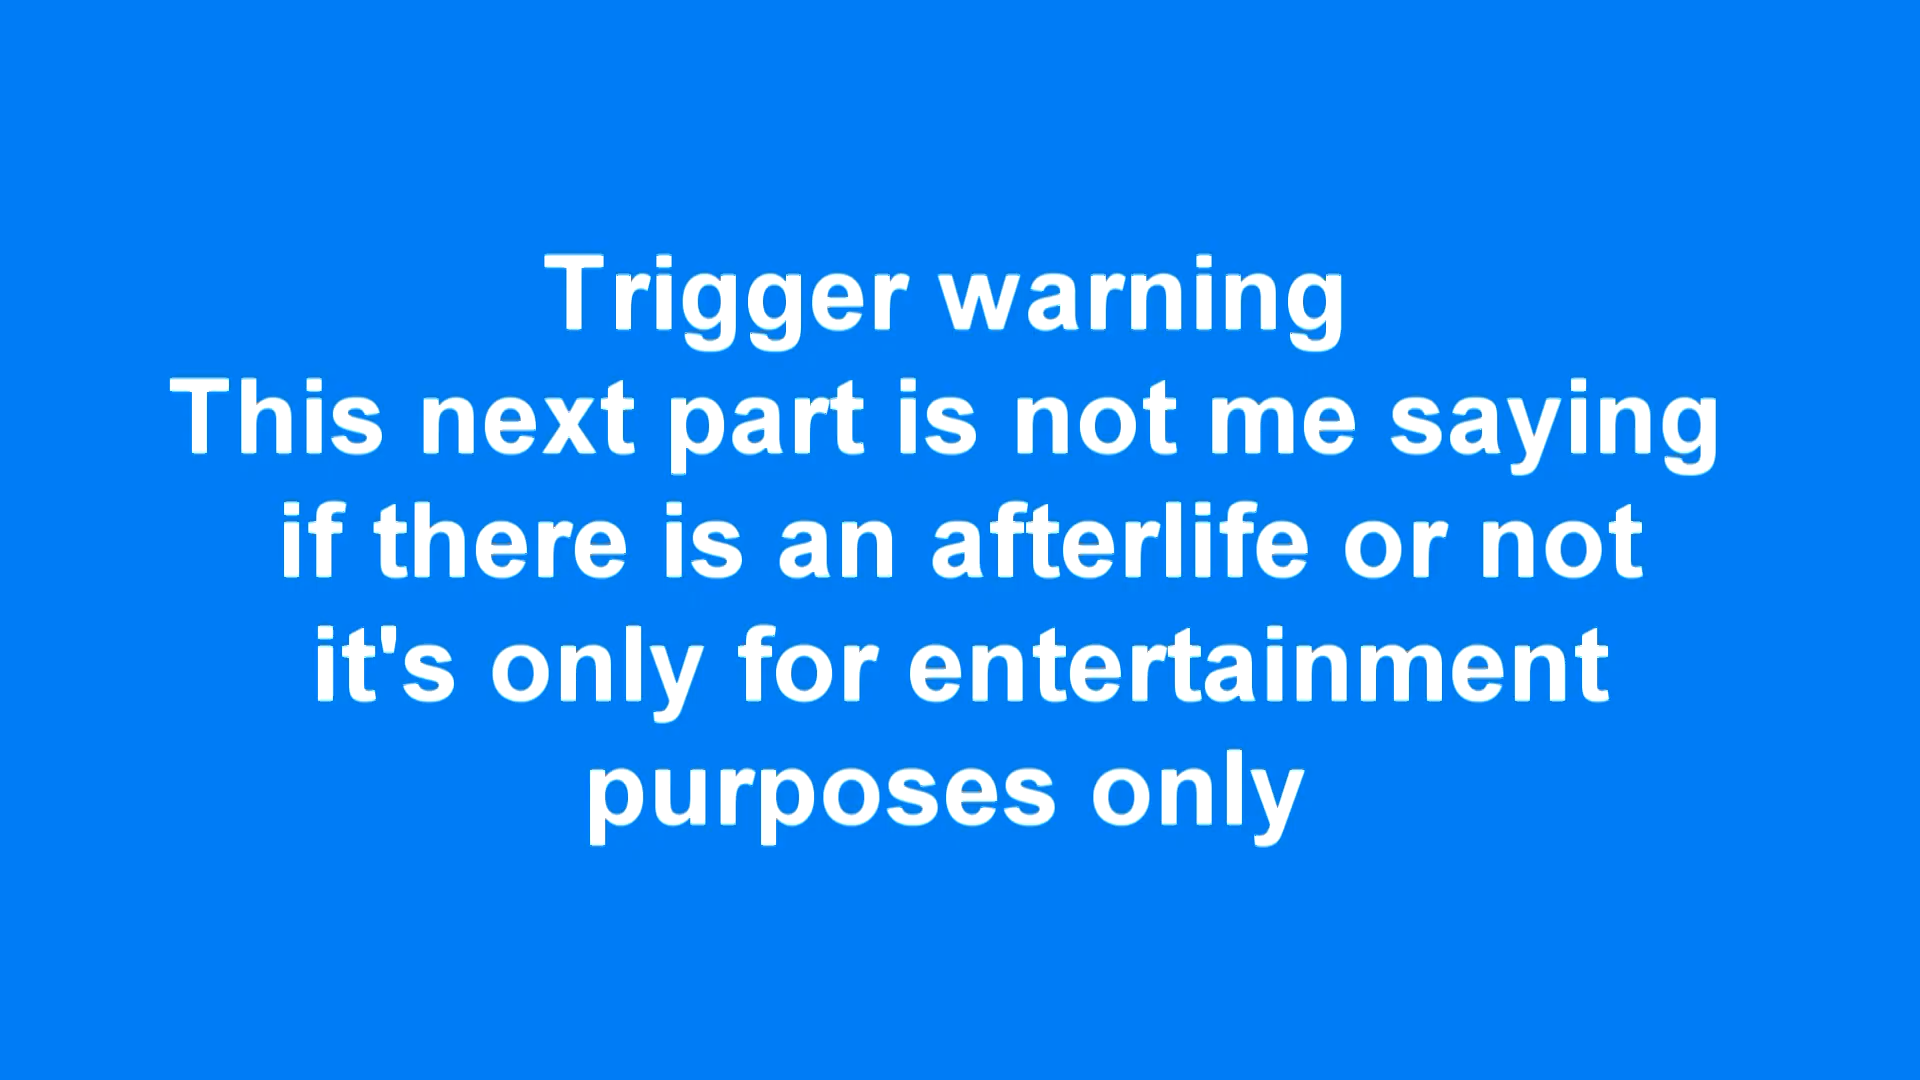 Trigger warning
This next part is not me saying
if there is an afterlife or not
it's only for entertainment
purposes only